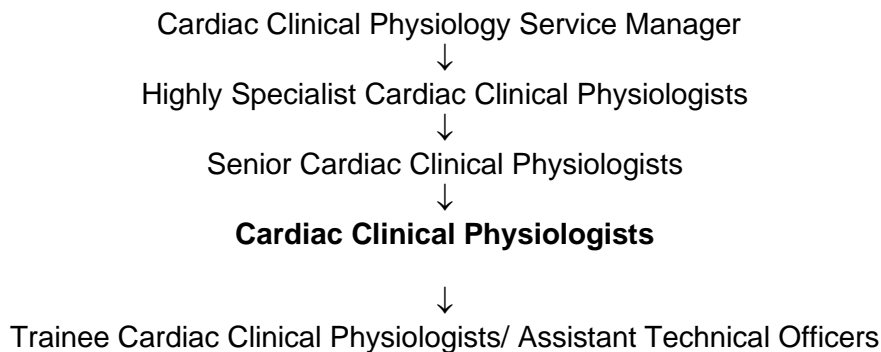 Cardiac Clinical Physiology Service Manager
↓
Highly Specialist Cardiac Clinical Physiologists
↓
Senior Cardiac Clinical Physiologists
↓
Cardiac Clinical Physiologists
↓
Trainee Cardiac Clinical Physiologists/ Assistant Technical Officers